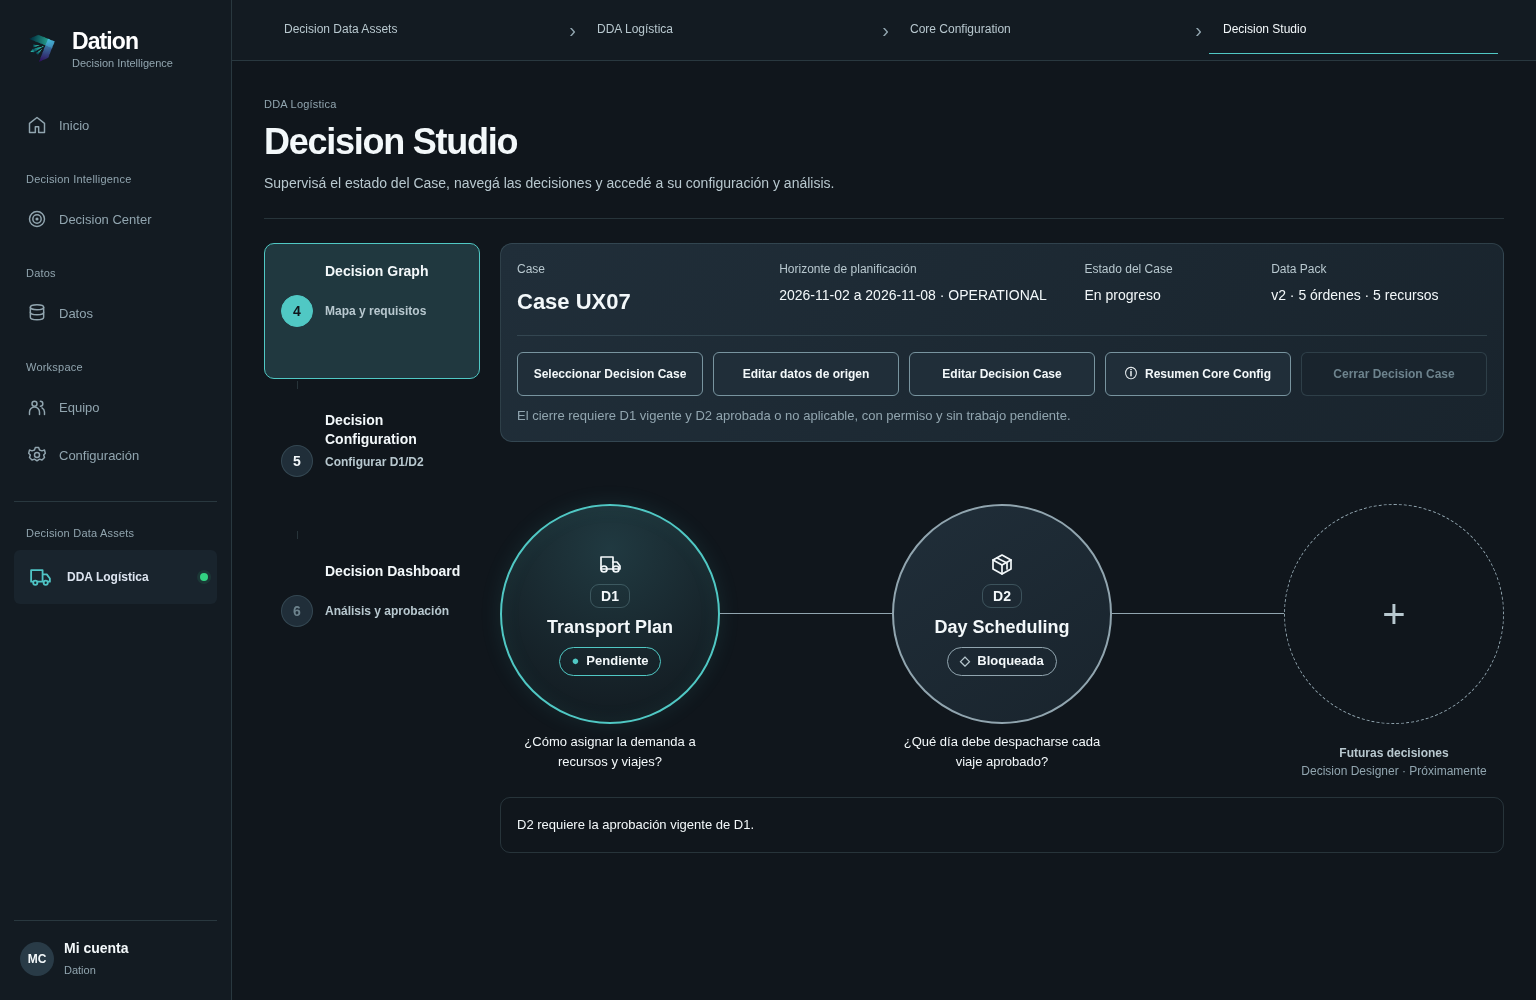 Dation
Decision Intelligence
Inicio
Decision Intelligence
Decision Center
Datos
Datos
Workspace
Equipo
Configuración
Decision Data Assets
DDA Logística
MC
Mi cuenta
Dation
Decision Data Assets › DDA Logística › Core Configuration › Decision Studio
DDA Logística
Decision Studio
Supervisá el estado del Case, navegá las decisiones y accedé a su configuración y análisis.
Decision Graph
4 Mapa y requisitos
Decision
Configuration
5 Configurar D1/D2
Decision Dashboard
6 Análisis y aprobación
Case
Case UX07
Horizonte de planificación
2026-11-02 a 2026-11-08 · OPERATIONAL
Estado del Case
En progreso
Data Pack
v2 · 5 órdenes · 5 recursos
Seleccionar Decision Case
Editar datos de origen
Editar Decision Case
Resumen Core Config
Cerrar Decision Case
El cierre requiere D1 vigente y D2 aprobada o no aplicable, con permiso y sin trabajo pendiente.
D1
Transport Plan
Pendiente
¿Cómo asignar la demanda a
recursos y viajes?
D2
Day Scheduling
Bloqueada
¿Qué día debe despacharse cada
viaje aprobado?
+
Futuras decisiones
Decision Designer · Próximamente
D2 requiere la aprobación vigente de D1.